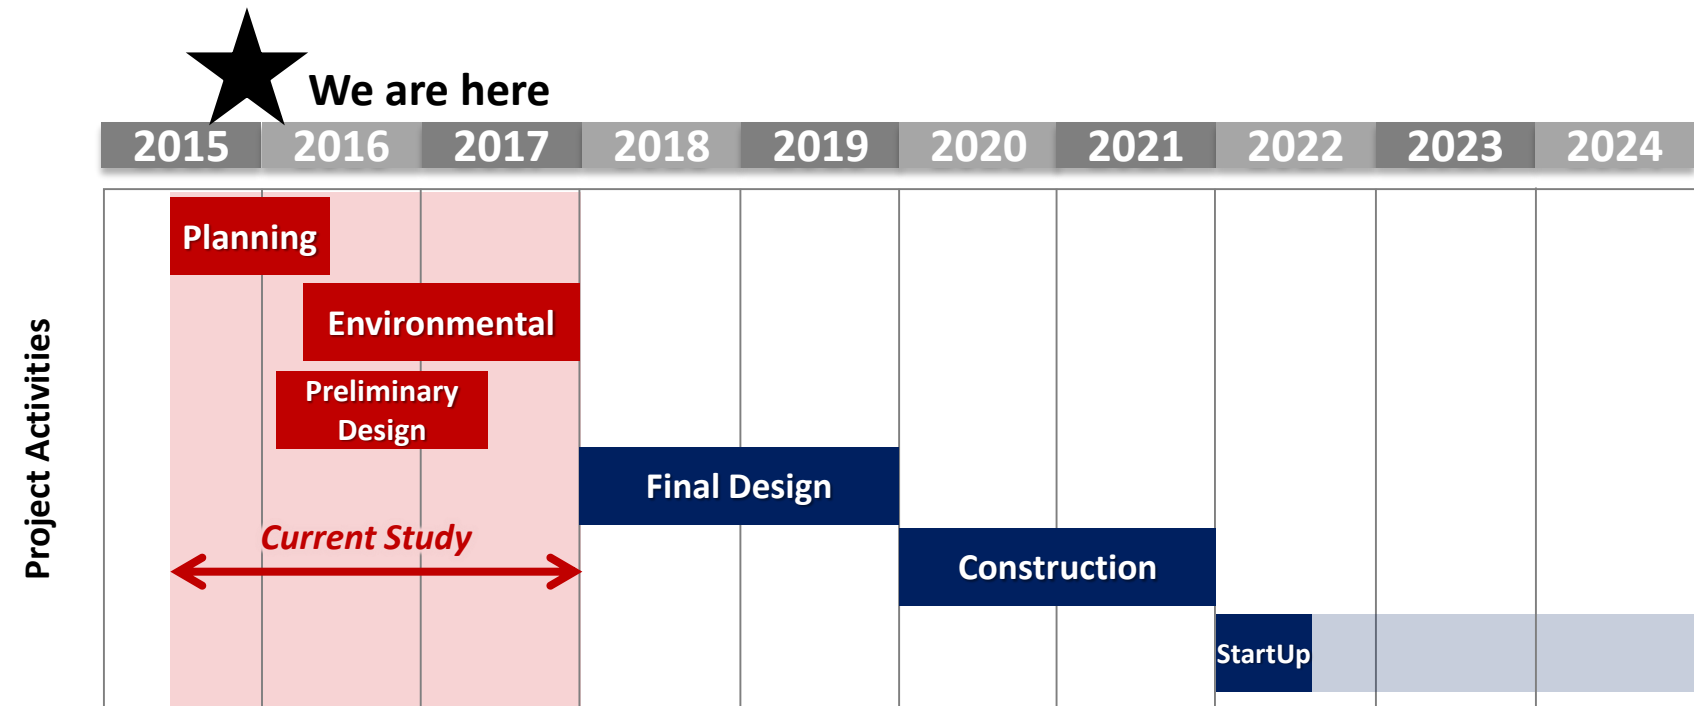 We are here
2015 2016 2017 2018 2019 2020 2021 2022 2023 2024
Project Activities
Planning
Environmental
Preliminary
Design
Final Design
Current Study
Construction
StartUp